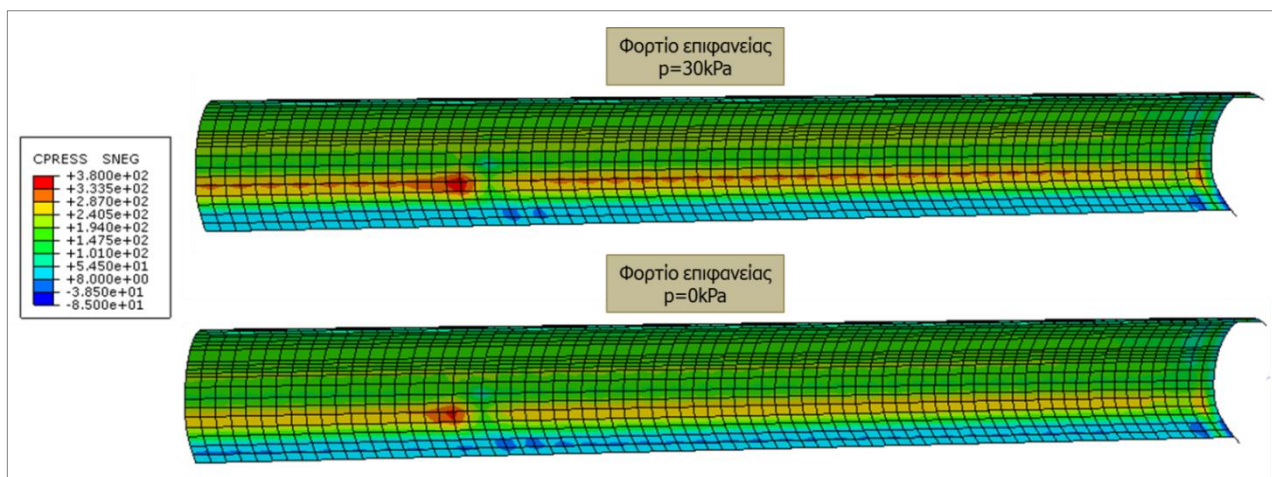 Φορτίο επιφανείας
p=30kPa
CPRESS SNEG
+3.800e+02
+3.335e+02
+2.870e+02
+2.405e+02
+1.940e+02
+1.475e+02
+1.010e+02
+5.450e+01
+8.000e+00
-3.850e+01
-8.500e+01
Φορτίο επιφανείας
p=0kPa